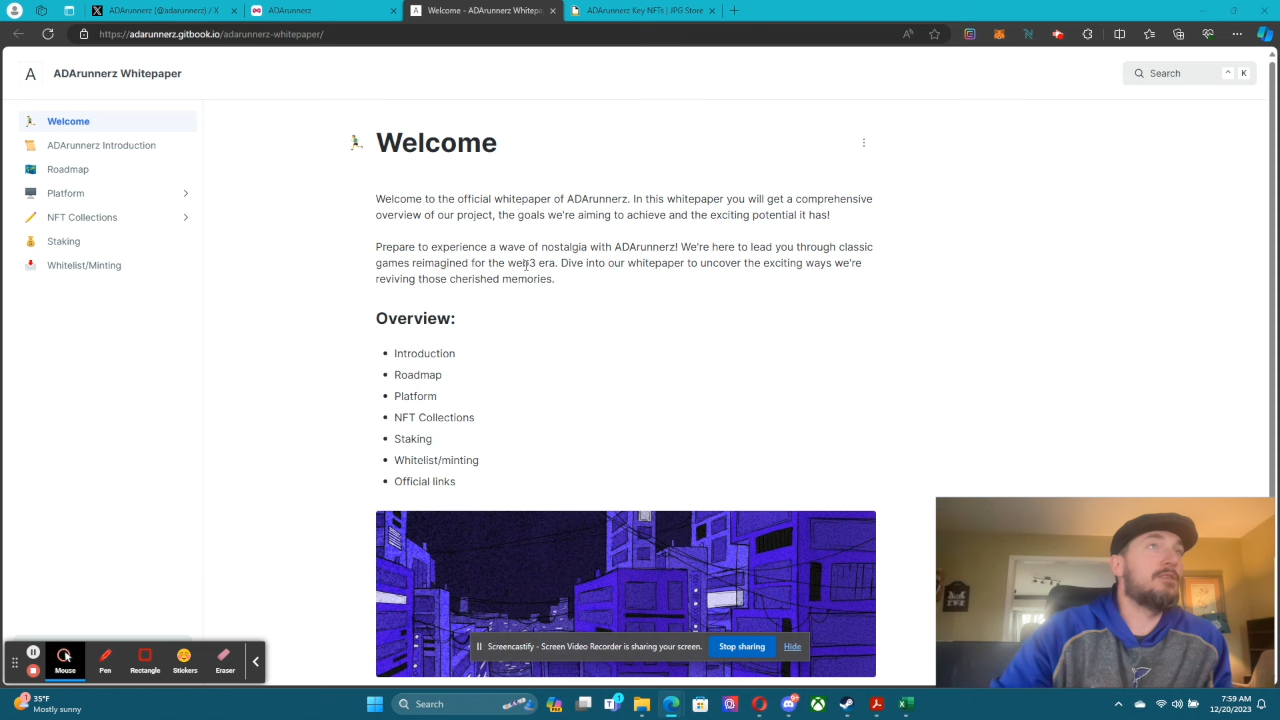 ADArunnerz (@adarunnerz) / X
ADArunnerz
Welcome - ADArunnerz Whitepa
ADArunnerz Key NFTs | JPG Store
https://adarunnerz.gitbook.io/adarunnerz-whitepaper/
A
ADArunnerz Whitepaper
Search
^ K
Welcome
ADArunnerz Introduction
Roadmap
Platform
NFT Collections
Staking
Whitelist/Minting
Welcome
Welcome to the official whitepaper of ADArunnerz. In this whitepaper you will get a comprehensive
overview of our project, the goals we're aiming to achieve and the exciting potential it has!
Prepare to experience a wave of nostalgia with ADArunnerz! We're here to lead you through classic
games reimagined for the web3 era. Dive into our whitepaper to uncover the exciting ways we're
reviving those cherished memories.
Overview:
• Introduction
• Roadmap
• Platform
• NFT Collections
• Staking
• Whitelist/minting
• Official links
Screencastify - Screen Video Recorder is sharing your screen.
Stop sharing
Hide
Mouse
Pen
Rectangle
Stickers
Eraser
35°F
Mostly sunny
Search
7:59 AM
12/20/2023